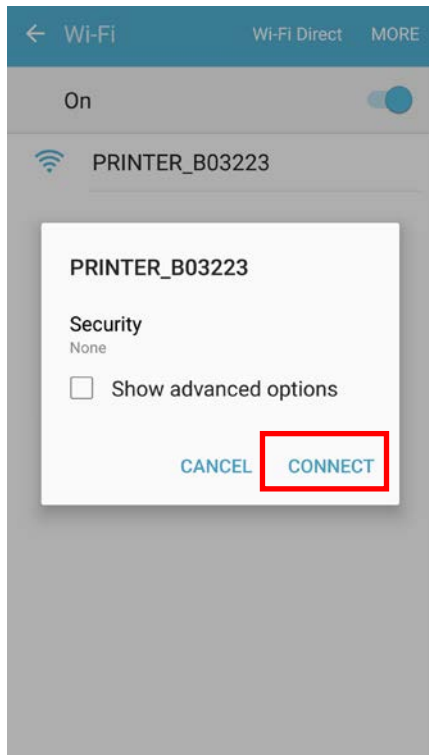 Wi-Fi Wi-Fi Direct MORE
On
PRINTER_B03223
PRINTER_B03223
Security
None
Show advanced options
CANCEL CONNECT